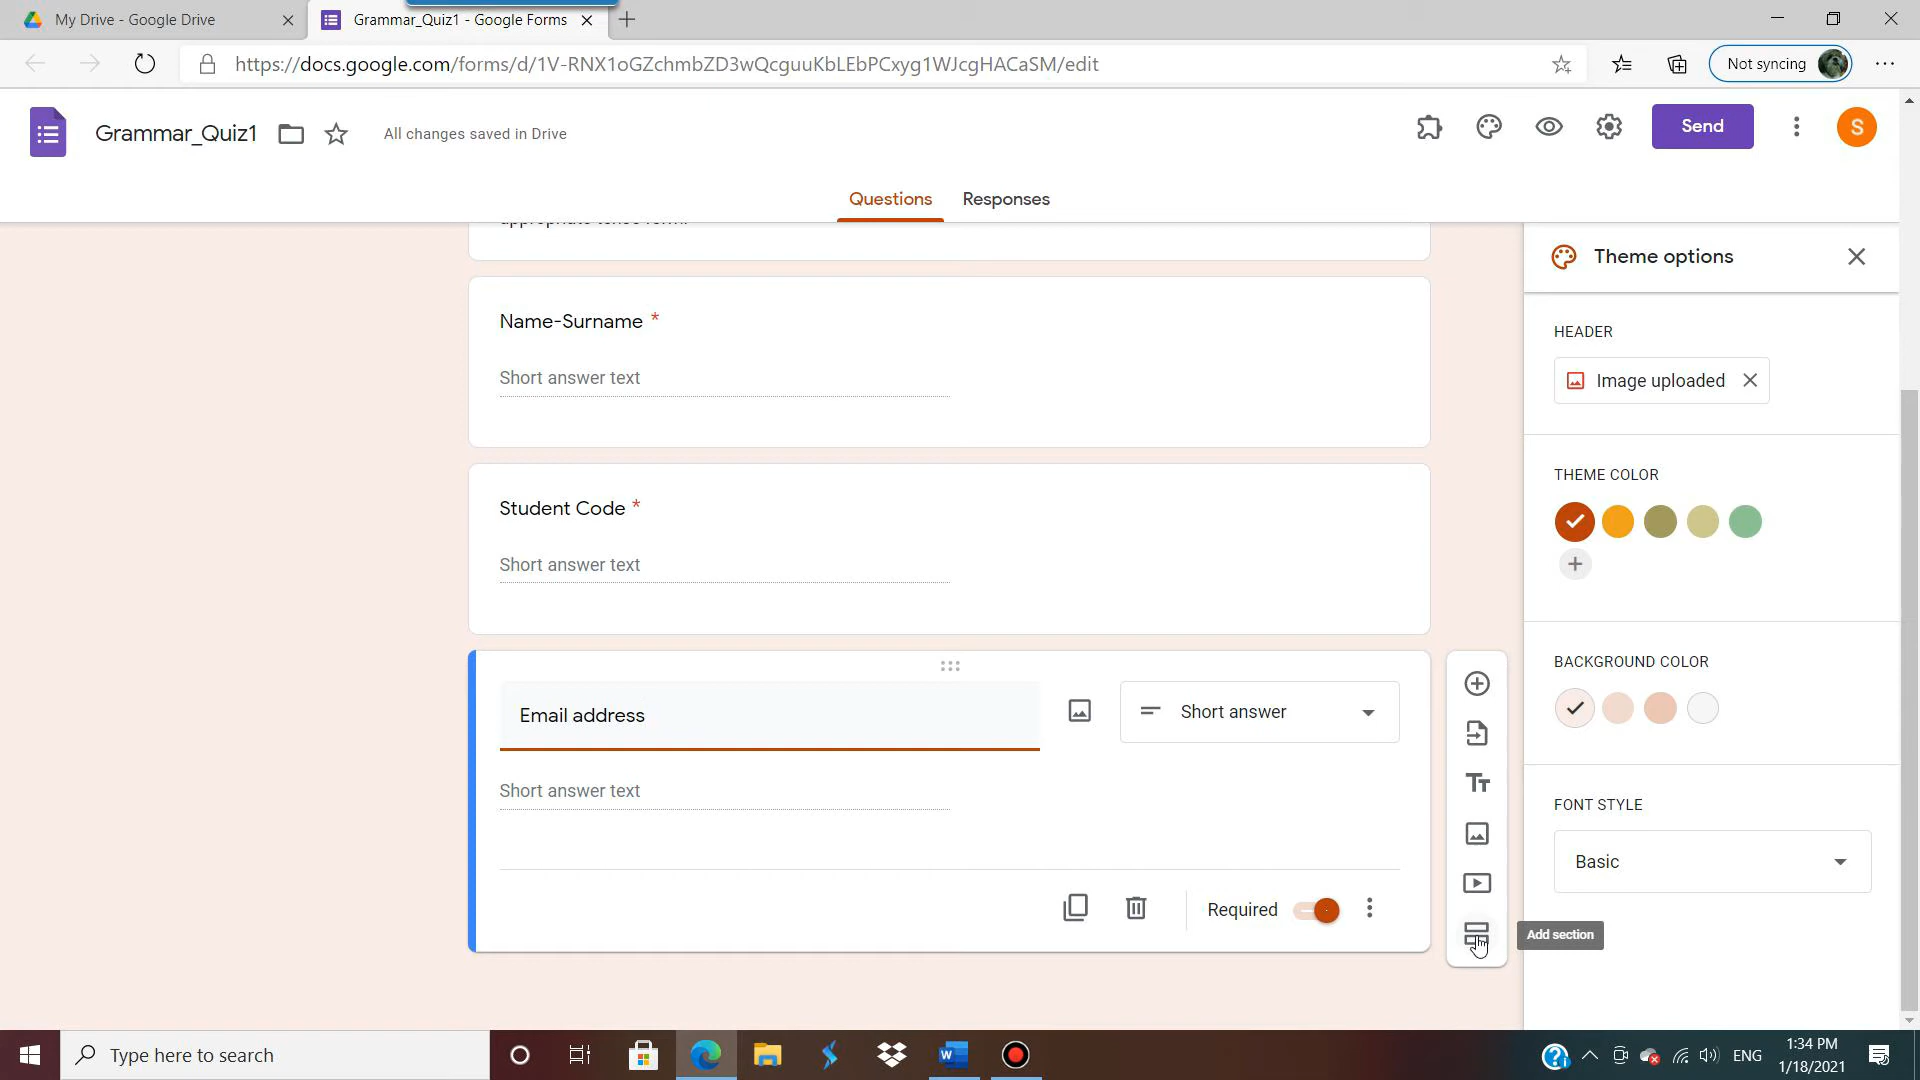 My Drive - Google Drive
Grammar_Quiz1 - Google Forms
https://docs.google.com/forms/d/1V-RNX1oGZchmbZD3wQcguuKbLEbPCxyg1WJcgHACaSM/edit
Not syncing
Grammar_Quiz1
All changes saved in Drive
Send
S
Questions
Responses
Name-Surname *
Short answer text
Student Code *
Short answer text
Email address
Short answer
Short answer text
Required
Add section
Theme options
HEADER
Image uploaded
THEME COLOR
BACKGROUND COLOR
FONT STYLE
Basic
Type here to search
ENG
1:34 PM
1/18/2021